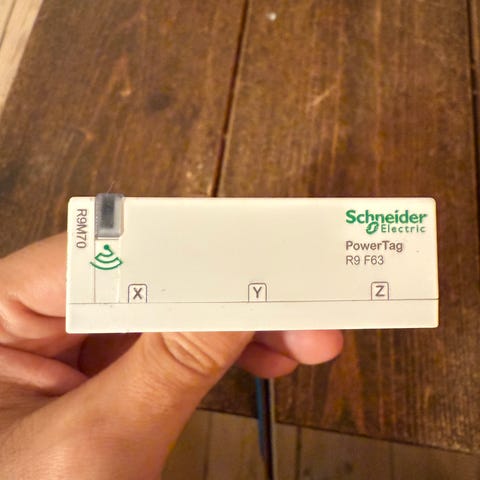 R9M70
Schneider
Electric
PowerTag
R9 F63
X
Y
Z